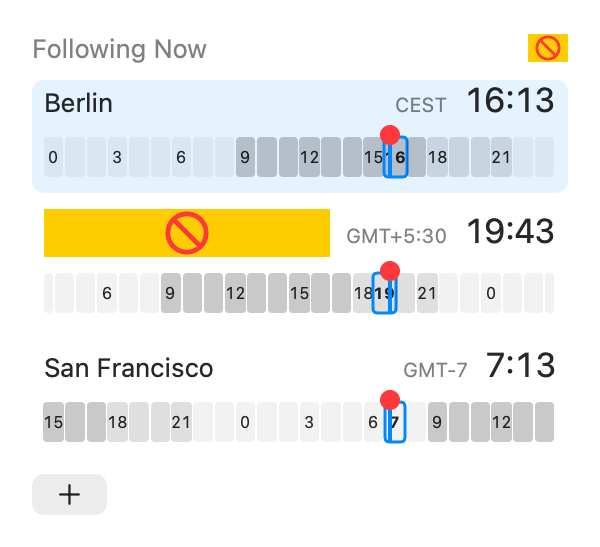 Following Now
Berlin CEST 16:13
0 3 6 9 12 15 16 18 21
GMT+5:30 19:43
6 9 12 15 18 19 21 0
San Francisco GMT-7 7:13
15 18 21 0 3 6 7 9 12
+